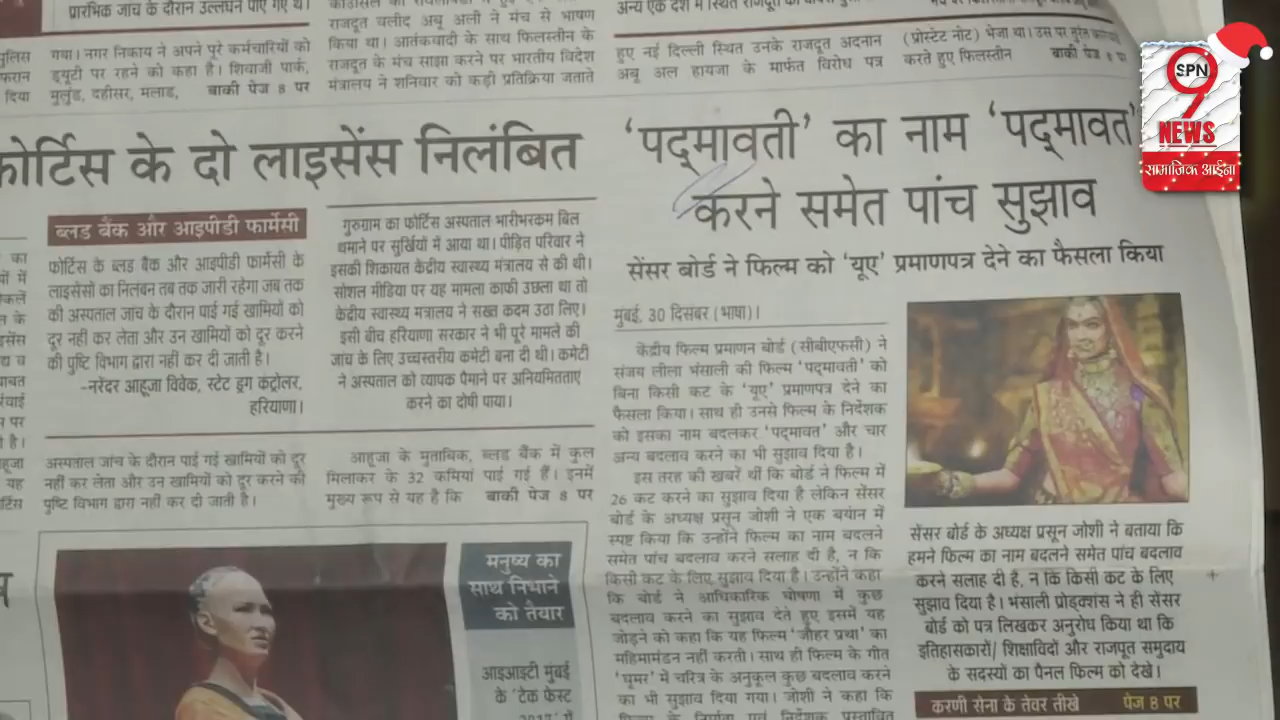 प्रारंभिक जांच के दौरान उल्लंघन पाए गए थे।
गया। नगर निकाय ने अपने पूरे कर्मचारियों को
ड्यूटी पर रहने को कहा है। शिवाजी पार्क,
मुलुंड, दहीसर, मलाड, बाकी पेज 8 पर
राजदूत वलीद अबू अली ने मंच से भाषण
किया था। आतंकवादी के साथ फिलस्तीन के
राजदूत के मंच साझा करने पर भारतीय विदेश
मंत्रालय ने शनिवार को कड़ी प्रतिक्रिया जताते
हुए नई दिल्ली स्थित उनके राजदूत अदनान
अबू अल हायजा के मार्फत विरोध पत्र
(प्रोस्टेट नोट) भेजा था। उस पर तुरंत
करते हुए फिलिस्तीन बाकी पेज 8 पर
SPN
9
NEWS
सामाजिक आईना
फोर्टिस के दो लाइसेंस निलंबित
ब्लड बैंक और आइपीडी फार्मेसी
फोर्टिस के ब्लड बैंक और आइपीडी फार्मेसी के
लाइसेंसों का निलंबन तब तक जारी रहेगा जब तक
की अस्पताल जांच के दौरान पाई गई खामियों को
दूर नहीं कर लेता और उन खामियों को दूर करने
की पुष्टि विभाग द्वारा नहीं कर दी जाती है।
-नरेंदर आहूजा विवेक, स्टेट ड्रग कंट्रोलर,
हरियाणा।
गुरुग्राम का फोर्टिस अस्पताल भारीभरकम बिल
थमाने पर सुर्खियों में आया था। पीड़ित परिवार ने
इसकी शिकायत केंद्रीय स्वास्थ्य मंत्रालय से की थी।
सोशल मीडिया पर यह मामला काफी उछला था तो
केंद्रीय स्वास्थ्य मंत्रालय ने सख्त कदम उठा लिए।
इसी बीच हरियाणा सरकार ने भी पूरे मामले की
जांच के लिए उच्चस्तरीय कमेटी बना दी थी। कमेटी
ने अस्पताल को व्यापक पैमाने पर अनियमितताए
करने का दोषी पाया।
अस्पताल जांच के दौरान पाई गई खामियों को दूर
नहीं कर लेता और उन खामियों को दूर करने की
पुष्टि विभाग द्वारा नहीं कर दी जाती है।
आहूजा के मुताबिक, ब्लड बैंक में कुल
मिलाकर के 32 कमियां पाई गई हैं। इनमें
मुख्य रूप से यह है कि बाकी पेज 8 पर
मनुष्य का
साथ निभाने
को तैयार
आइआइटी मुंबई
के 'टेक फेस्ट
'पद्मावती' का नाम 'पद्मावत'
करने समेत पांच सुझाव
सेंसर बोर्ड ने फिल्म को 'यूए' प्रमाणपत्र देने का फैसला किया
मुंबई, 30 दिसंबर (भाषा)।
केंद्रीय फिल्म प्रमाणन बोर्ड (सीबीएफसी) ने
संजय लीला भंसाली की फिल्म 'पद्मावती' को
बिना किसी कट के 'यूए' प्रमाणपत्र देने का
फैसला किया। साथ ही उनसे फिल्म के निर्देशक
को इसका नाम बदलकर 'पद्मावत' और चार
अन्य बदलाव करने का भी सुझाव दिया है।
इस तरह की खबरें थीं कि बोर्ड ने फिल्म में
26 कट करने का सुझाव दिया है लेकिन सेंसर
बोर्ड के अध्यक्ष प्रसून जोशी ने एक बयान में
स्पष्ट किया कि उन्होंने फिल्म का नाम बदलने
समेत पांच बदलाव करने सलाह दी है, न कि
किसी कट के लिए सुझाव दिया है। उन्होंने कहा
कि बोर्ड ने आधिकारिक घोषणा में कुछ
बदलाव करने का सुझाव देते हुए इसमें यह
जोड़ने को कहा कि यह फिल्म 'जौहर प्रथा' का
महिमामंडन नहीं करती। साथ ही फिल्म के गीत
'घूमर' में चरित्र के अनुकूल कुछ बदलाव करने
का भी सुझाव दिया गया। जोशी ने कहा कि
सेंसर बोर्ड के अध्यक्ष प्रसून जोशी ने बताया कि
हमने फिल्म का नाम बदलने समेत पांच बदलाव
करने सलाह दी है, न कि किसी कट के लिए
सुझाव दिया है। भंसाली प्रोड्क्शंस ने ही सेंसर
बोर्ड को पत्र लिखकर अनुरोध किया था कि
इतिहासकारों/ शिक्षाविदों और राजपूत समुदाय
के सदस्यों का पैनल फिल्म को देखे।
करणी सेना के तेवर तीखे पेज 8 पर